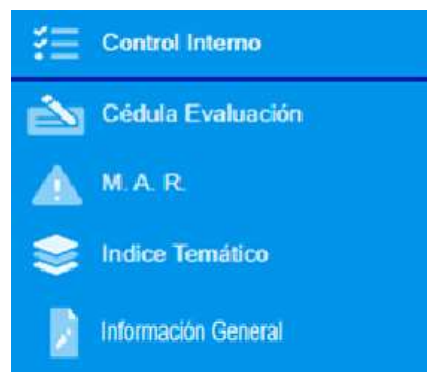 Control Interno
Cédula Evaluación
M. A. R.
Indice Temático
Información General